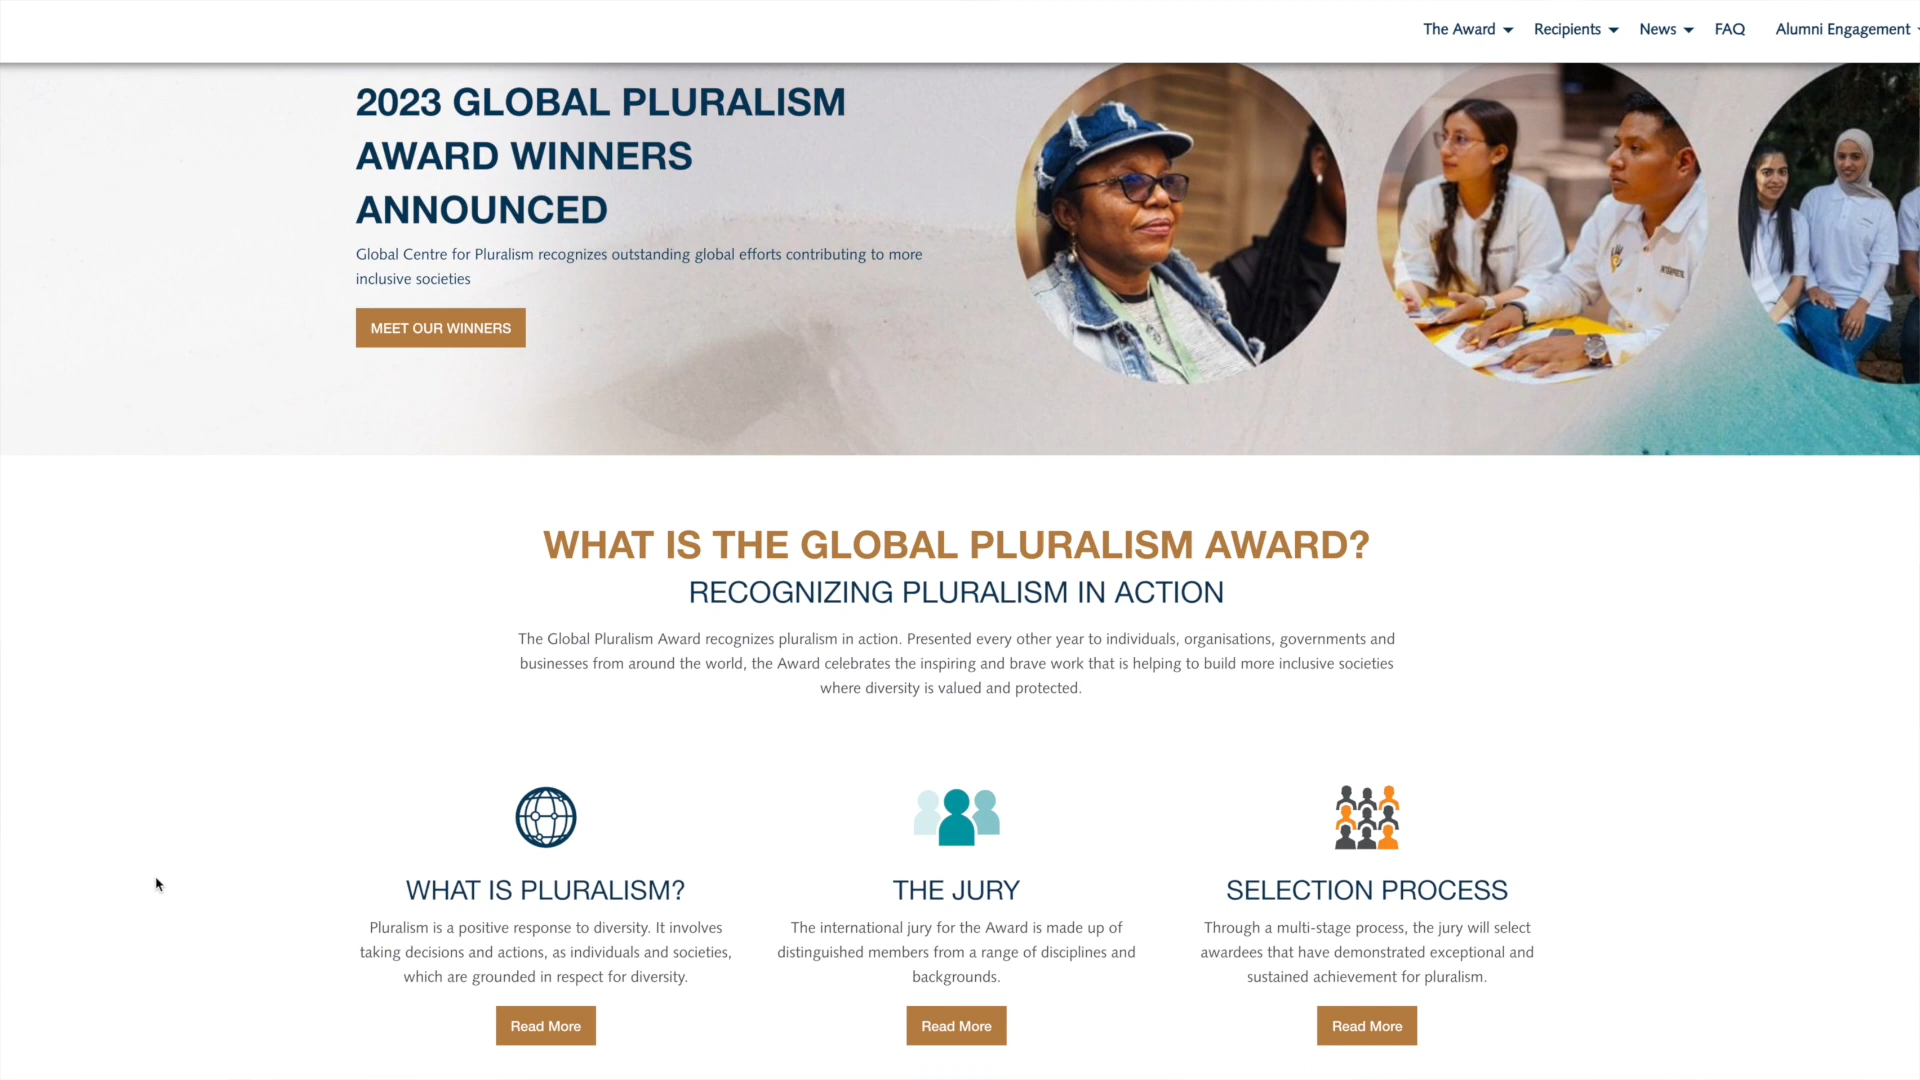 The Award
Recipients
News
FAQ
Alumni Engagement
2023 GLOBAL PLURALISM
AWARD WINNERS
ANNOUNCED
Global Centre for Pluralism recognizes outstanding global efforts contributing to more
inclusive societies
MEET OUR WINNERS
WHAT IS THE GLOBAL PLURALISM AWARD?
RECOGNIZING PLURALISM IN ACTION
The Global Pluralism Award recognizes pluralism in action. Presented every other year to individuals, organisations, governments and
businesses from around the world, the Award celebrates the inspiring and brave work that is helping to build more inclusive societies
where diversity is valued and protected.
WHAT IS PLURALISM?
Pluralism is a positive response to diversity. It involves
taking decisions and actions, as individuals and societies,
which are grounded in respect for diversity.
Read More
THE JURY
The international jury for the Award is made up of
distinguished members from a range of disciplines and
backgrounds.
Read More
SELECTION PROCESS
Through a multi-stage process, the jury will select
awardees that have demonstrated exceptional and
sustained achievement for pluralism.
Read More